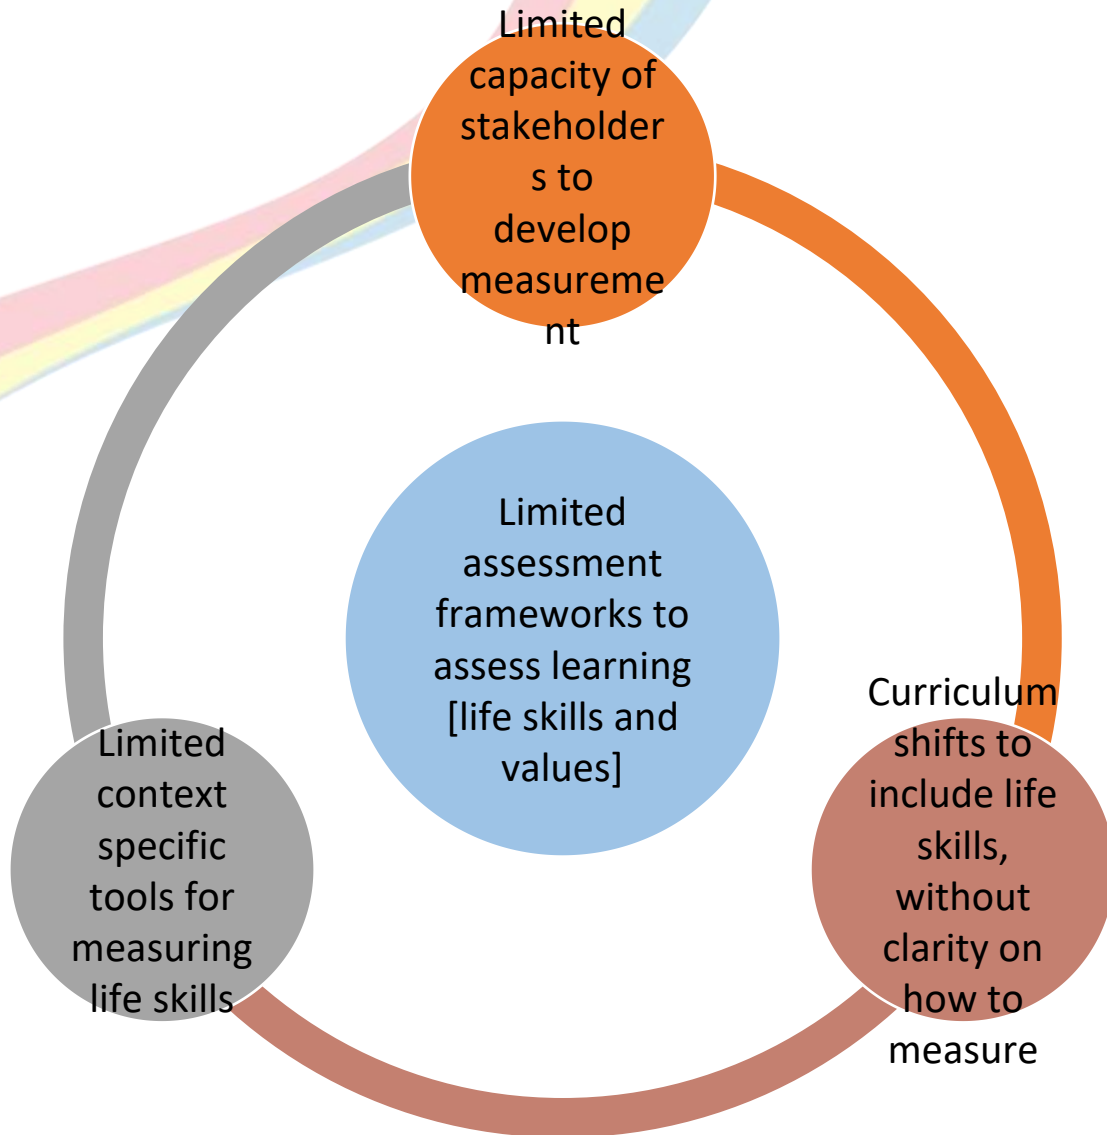 Limited
capacity of
stakeholder
s to
develop
measureme
nt
Limited
assessment
frameworks to
assess learning
[life skills and
values]
Curriculum
shifts to
include life
skills,
without
clarity on
how to
measure
Limited
context
specific
tools for
measuring
life skills